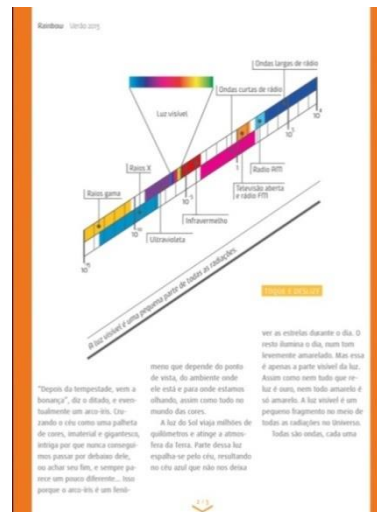 Rainbow Verão 2015
Ondas largas de rádio
Ondas curtas de rádio
Luz visível
Raios X
Raios gama
Radio AM
Televisão aberta
e rádio FM
Infravermelho
Ultravioleta
A luz visível é uma pequena parte de todas as radiações
"Depois da tempestade, vem a
bonança", diz o ditado, e even-
tualmente um arco-íris. Cru-
zando o céu como uma palheta
de cores, imaterial e gigantesco,
intriga por que nunca consegui-
mos passar por debaixo dele,
ou achar seu fim, e sempre pa-
rece um pouco diferente... Isso
porque o arco-íris é um fenô-
meno que depende do ponto
de vista, do ambiente onde
ele está e para onde estamos
olhando, assim como tudo no
mundo das cores.
A luz do Sol viaja milhões de
quilômetros e atinge a atmos-
fera da Terra. Parte dessa luz
espalha-se pelo céu, resultando
no céu azul que não nos deixa
ver as estrelas durante o dia. O
resto ilumina o dia, num tom
levemente amarelado. Mas essa
é apenas a parte visível da luz.
Assim como nem tudo que re-
luz é ouro, nem todo amarelo é
só amarelo. A luz visível é um
pequeno fragmento no meio de
todas as radiações no Universo.
Todas são ondas, cada uma